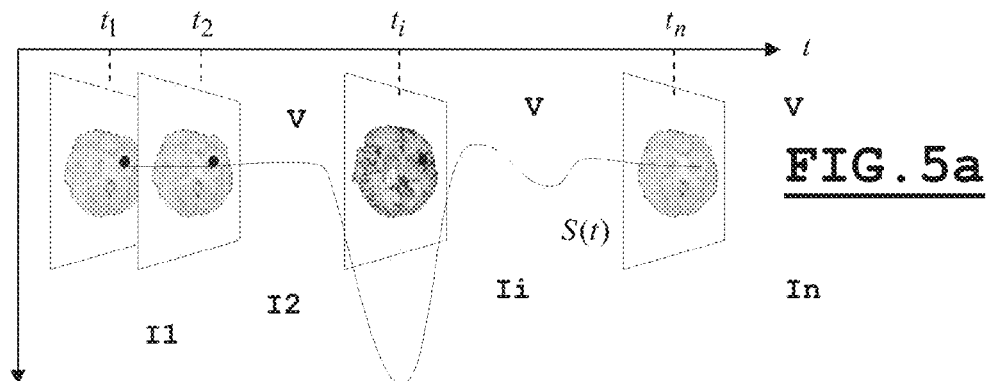 t1 t2 ti tn t
V V V
FIG.5a
S(t)
I2 Ii In
I1